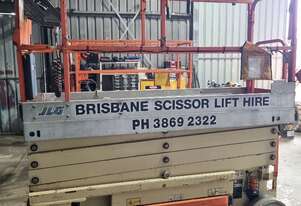 JLG BRISBANE SCISSOR LIFT HIRE
PH 3869 2322